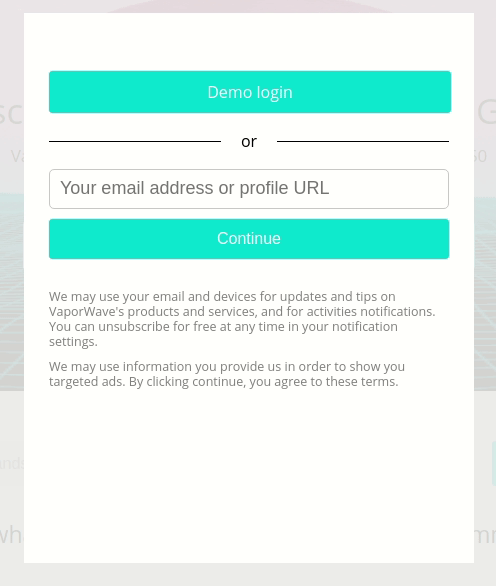 Demo login
or
Your email address or profile URL
Continue
We may use your email and devices for updates and tips on
VaporWave's products and services, and for activities notifications.
You can unsubscribe for free at any time in your notification
settings.
We may use information you provide us in order to show you
targeted ads. By clicking continue, you agree to these terms.